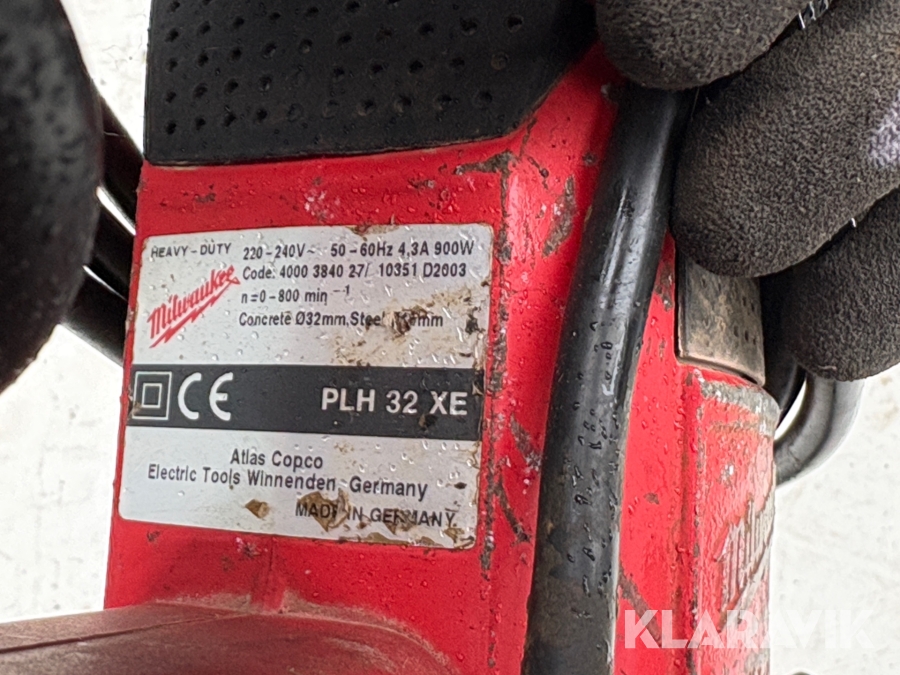 HEAVY-DUTY
Milwaukee
220-240V~ 50-60Hz 4,3A 900W
Code: 4000 3840 27/ 10351 D2003
n=0-800 min⁻¹
Concrete Ø32mm, Steel
CE PLH 32 XE
Atlas Copco
Electric Tools Winnenden, Germany
MADE IN GERMANY
KLARAVIK